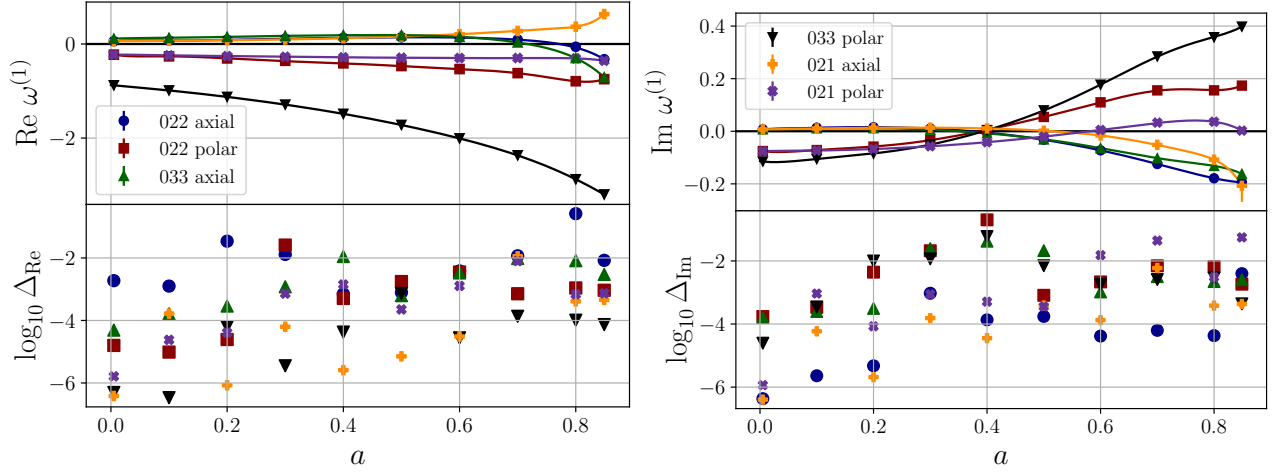 Re ω⁽¹⁾
0
−2
022 axial
022 polar
033 axial
log₁₀ Δ_Re
−2
−4
−6
0.0 0.2 0.4 0.6 0.8
a
Im ω⁽¹⁾
0.4
0.2
0.0
−0.2
033 polar
021 axial
021 polar
log₁₀ Δ_Im
−2
−4
−6
0.0 0.2 0.4 0.6 0.8
a